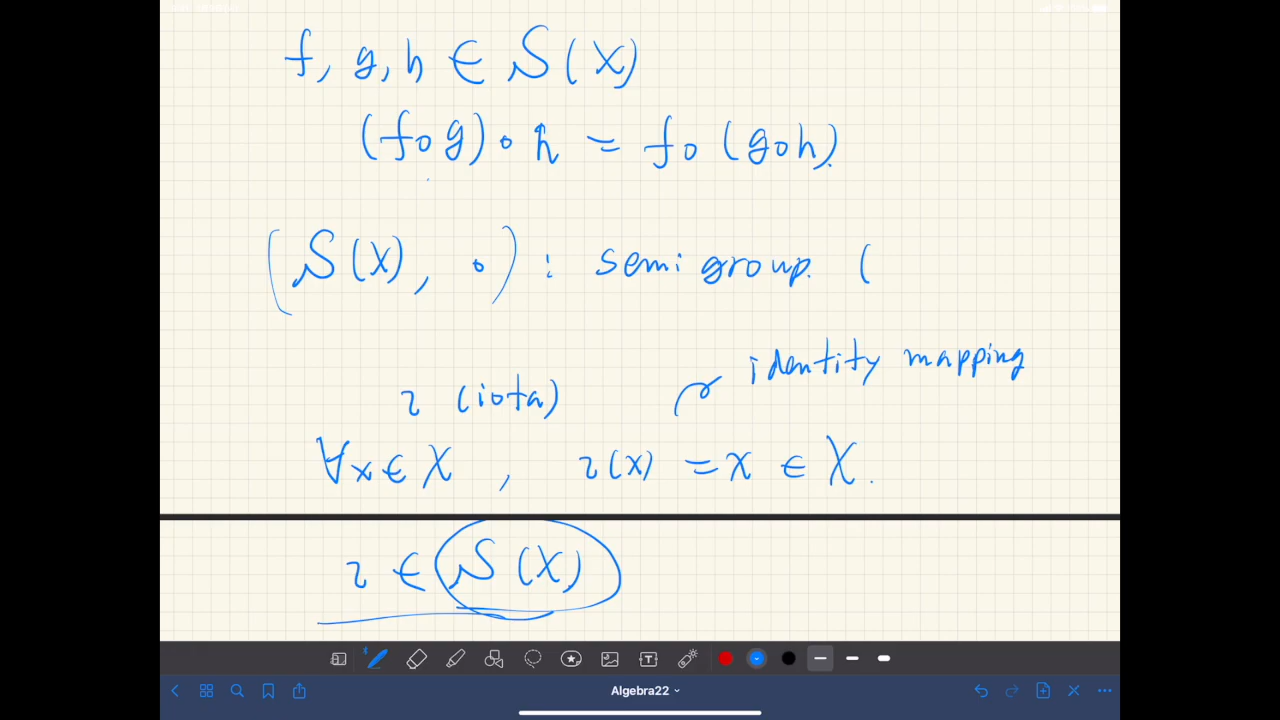 f, g, h ∈ S(X)
(f∘g)∘h = f∘(g∘h).
(S(X), ∘) : semigroup. (
identity mapping
ι (iota)
∀x ∈ X , ι(x) = x ∈ X.
ι ∈ S(X)
Algebra22